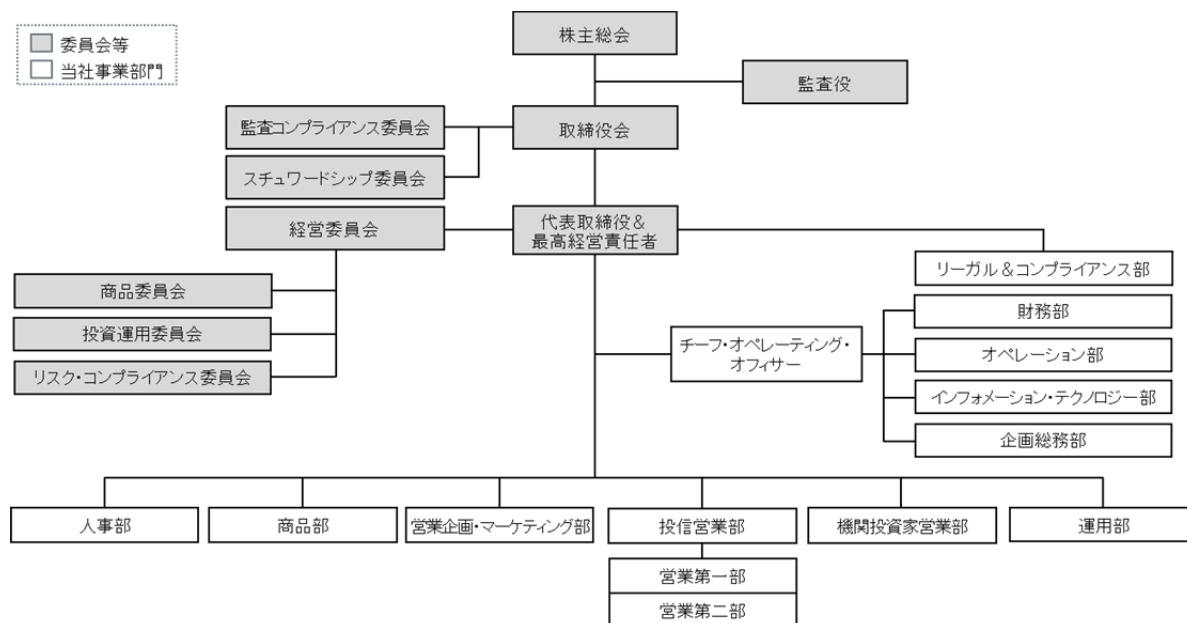 委員会等
当社事業部門
株主総会
監査役
監査コンプライアンス委員会
取締役会
スチュワードシップ委員会
経営委員会
代表取締役＆
最高経営責任者
リーガル＆コンプライアンス部
商品委員会
投資運用委員会
リスク・コンプライアンス委員会
チーフ・オペレーティング・
オフィサー
財務部
オペレーション部
インフォメーション・テクノロジー部
企画総務部
人事部
商品部
営業企画・マーケティング部
投信営業部
機関投資家営業部
運用部
営業第一部
営業第二部